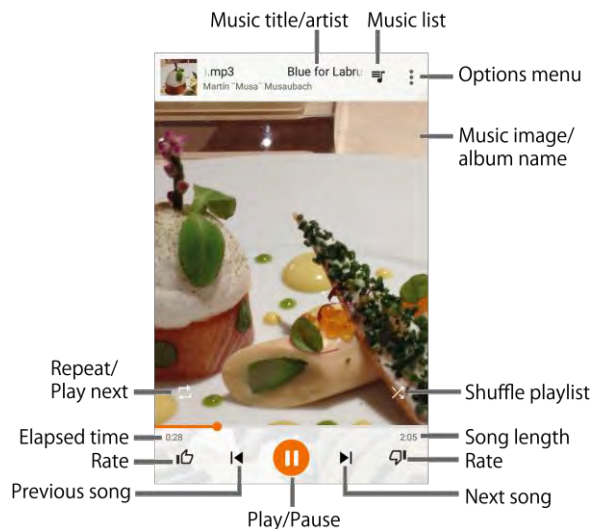 Music title/artist Music list
.mp3 Blue for Labru
Martín ¨Musa¨ Musaubach
Options menu
Music image/
album name
Repeat/
Play next
Shuffle playlist
Elapsed time
0:28
2:05
Song length
Rate
Rate
Previous song
Next song
Play/Pause